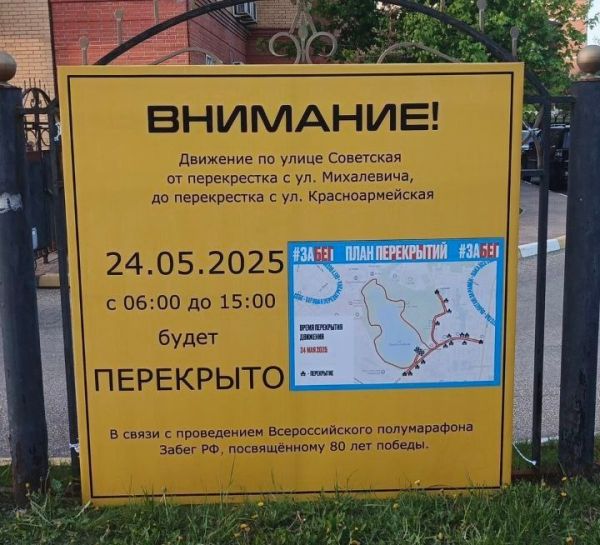 ВНИМАНИЕ!
Движение по улице Советская
от перекрестка с ул. Михалевича,
до перекрестка с ул. Красноармейская
24.05.2025
с 06:00 до 15:00
будет
ПЕРЕКРЫТО
#ЗАБЕГ ПЛАН ПЕРЕКРЫТИЙ #ЗАБЕГ
ВРЕМЯ ПЕРЕКРЫТИЯ
ДВИЖЕНИЯ
24 МАЯ 2025
- ПЕРЕКРЫТИЕ
В связи с проведением Всероссийского полумарафона
Забег РФ, посвящённому 80 лет победы.